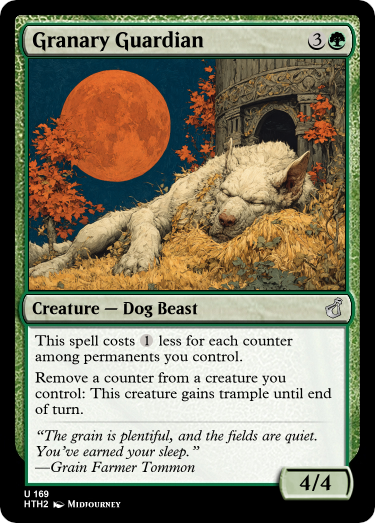 Granary Guardian 3
Creature — Dog Beast
This spell costs 1 less for each counter
among permanents you control.
Remove a counter from a creature you
control: This creature gains trample until end
of turn.
“The grain is plentiful, and the fields are quiet.
You’ve earned your sleep.”
—Grain Farmer Tommon
4/4
U 169
HTH2 Midjourney